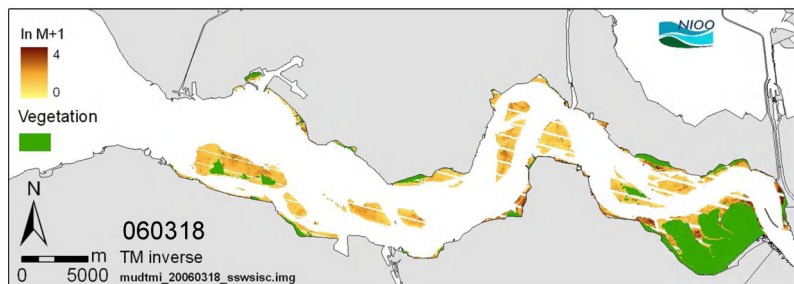 ln M+1
4
0
Vegetation
NIOO
N
060318
TM inverse
0 5000 m
mudtmi_20060318_sswsisc.img